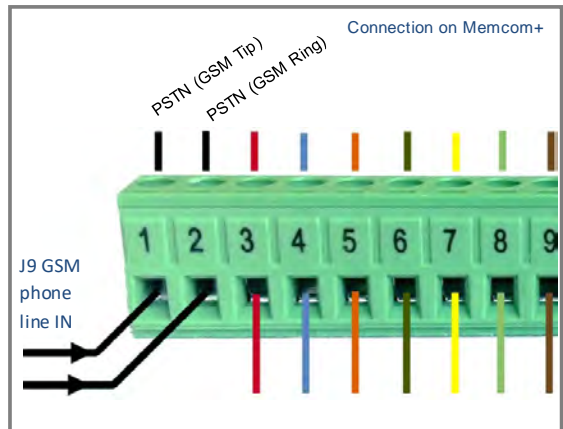 Connection on Memcom+
PSTN (GSM Tip)
PSTN (GSM Ring)
1 2 3 4 5 6 7 8 9
J9 GSM
phone
line IN